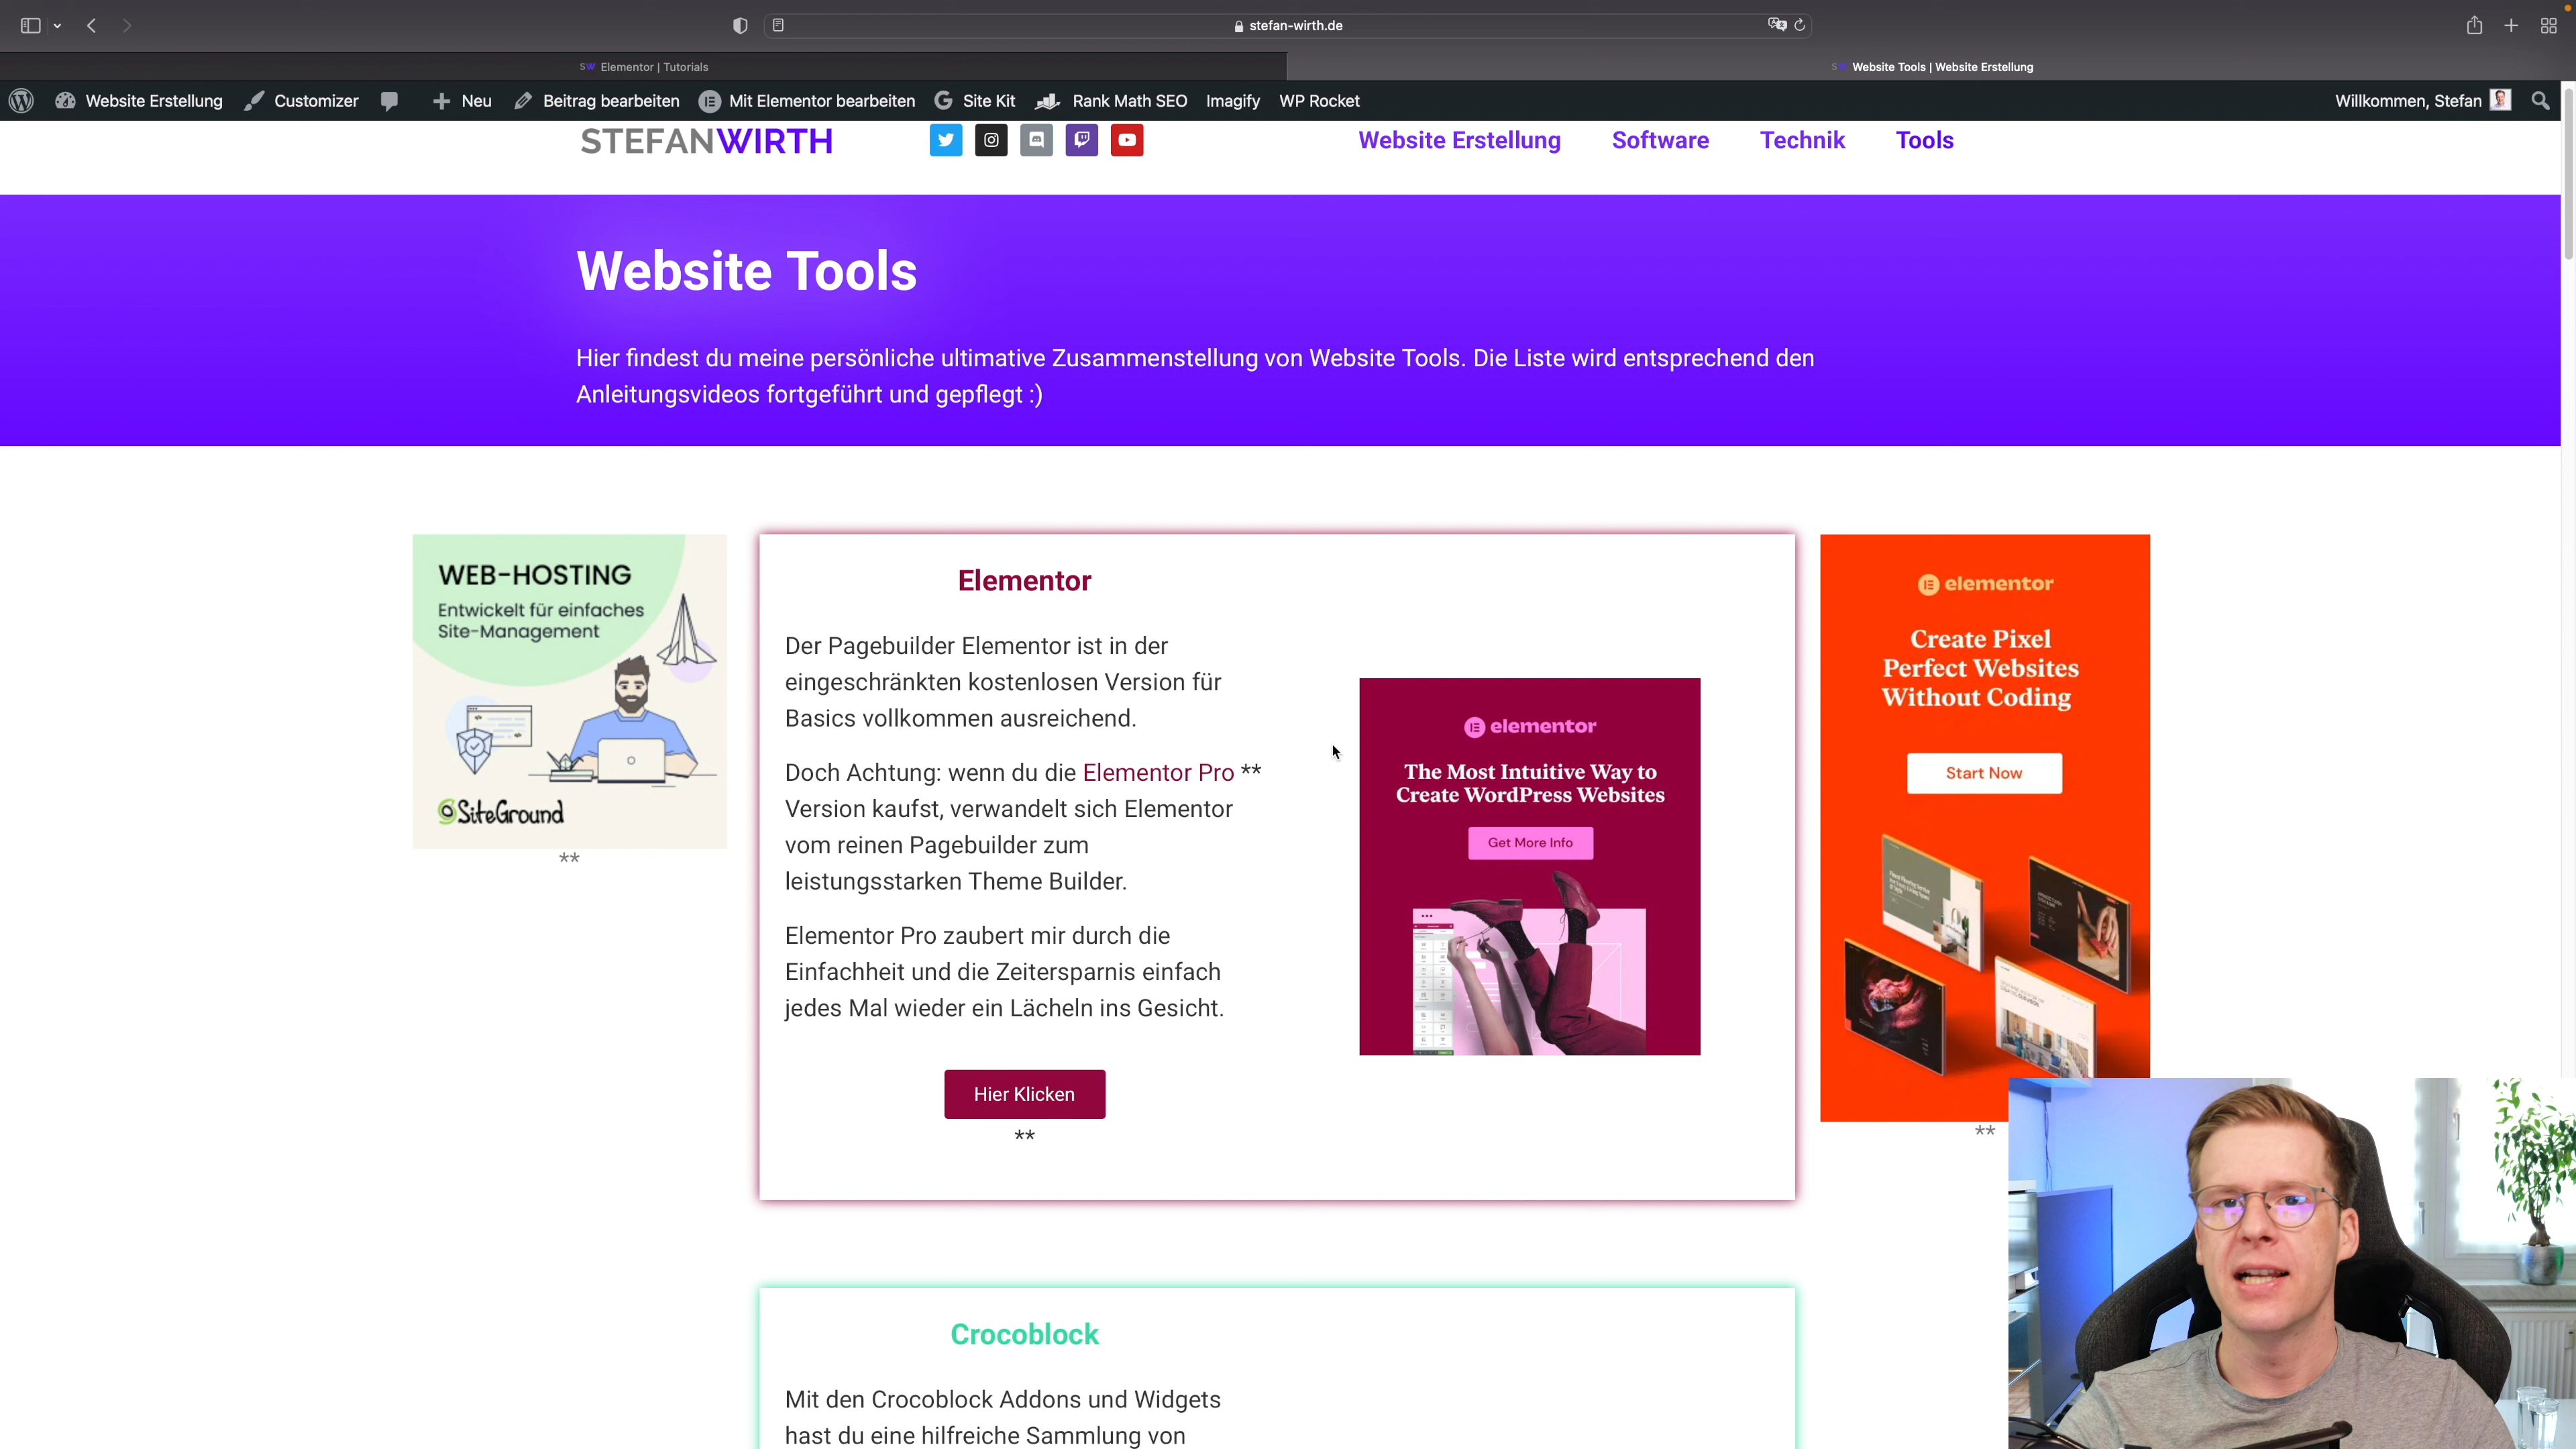 stefan-wirth.de
SW Elementor | Tutorials
Website Tools | Website Erstellung
Website Erstellung
Customizer
Neu
Beitrag bearbeiten
Mit Elementor bearbeiten
Site Kit
Rank Math SEO
Imagify
WP Rocket
Willkommen, Stefan
STEFANWIRTH
Website Erstellung
Software
Technik
Tools
Website Tools
Hier findest du meine persönliche ultimative Zusammenstellung von Website Tools. Die Liste wird entsprechend den
Anleitungsvideos fortgeführt und gepflegt :)
WEB-HOSTING
Entwickelt für einfaches
Site-Management
SiteGround
**
Elementor
Der Pagebuilder Elementor ist in der
eingeschränkten kostenlosen Version für
Basics vollkommen ausreichend.
Doch Achtung: wenn du die Elementor Pro **
Version kaufst, verwandelt sich Elementor
vom reinen Pagebuilder zum
leistungsstarken Theme Builder.
Elementor Pro zaubert mir durch die
Einfachheit und die Zeitersparnis einfach
jedes Mal wieder ein Lächeln ins Gesicht.
Hier Klicken
**
elementor
The Most Intuitive Way to
Create WordPress Websites
Get More Info
elementor
Create Pixel
Perfect Websites
Without Coding
Start Now
**
Crocoblock
Mit den Crocoblock Addons und Widgets
hast du eine hilfreiche Sammlung von